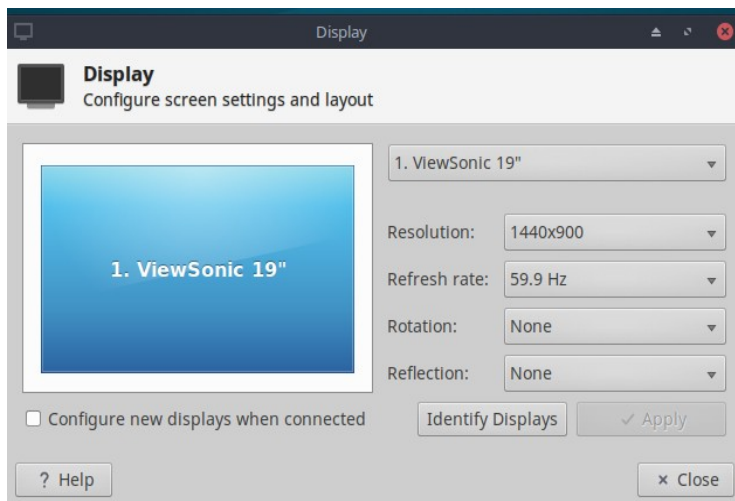 Display
Display
Configure screen settings and layout
1. ViewSonic 19"
1. ViewSonic 19"
Resolution: 1440x900
Refresh rate: 59.9 Hz
Rotation: None
Reflection: None
Configure new displays when connected
Identify Displays
✓ Apply
? Help
× Close